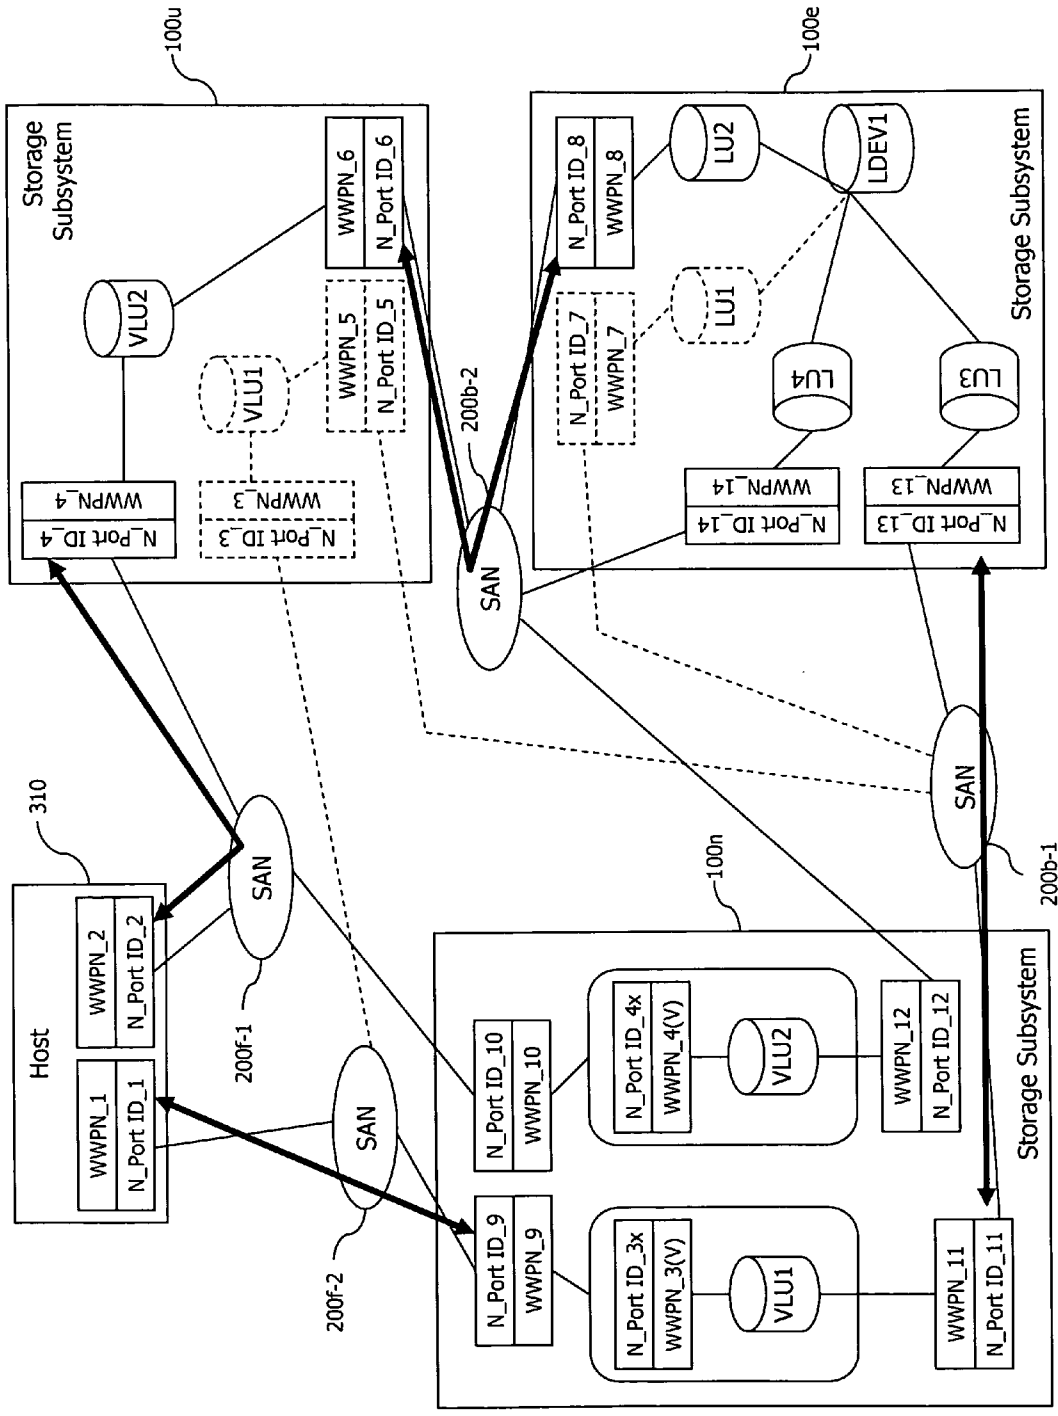 Host
310
WWPN_1
N_Port ID_1
WWPN_2
N_Port ID_2
200f-2
SAN
200f-1
SAN
Storage
Subsystem
100u
N_Port ID_4
WWPN_4
VLU2
N_Port ID_3
WWPN_3
VLU1
WWPN_5
N_Port ID_5
WWPN_6
N_Port ID_6
N_Port ID_9
WWPN_9
N_Port ID_10
WWPN_10
N_Port ID_3x
WWPN_3(V)
VLU1
N_Port ID_4x
WWPN_4(V)
VLU2
WWPN_11
N_Port ID_11
WWPN_12
N_Port ID_12
Storage Subsystem
100n
SAN
200b-2
SAN
200b-1
N_Port ID_7
WWPN_7
N_Port ID_8
WWPN_8
LU1
LU2
N_Port ID_14
WWPN_14
LU4
N_Port ID_13
WWPN_13
LU3
LDEV1
Storage Subsystem
100e